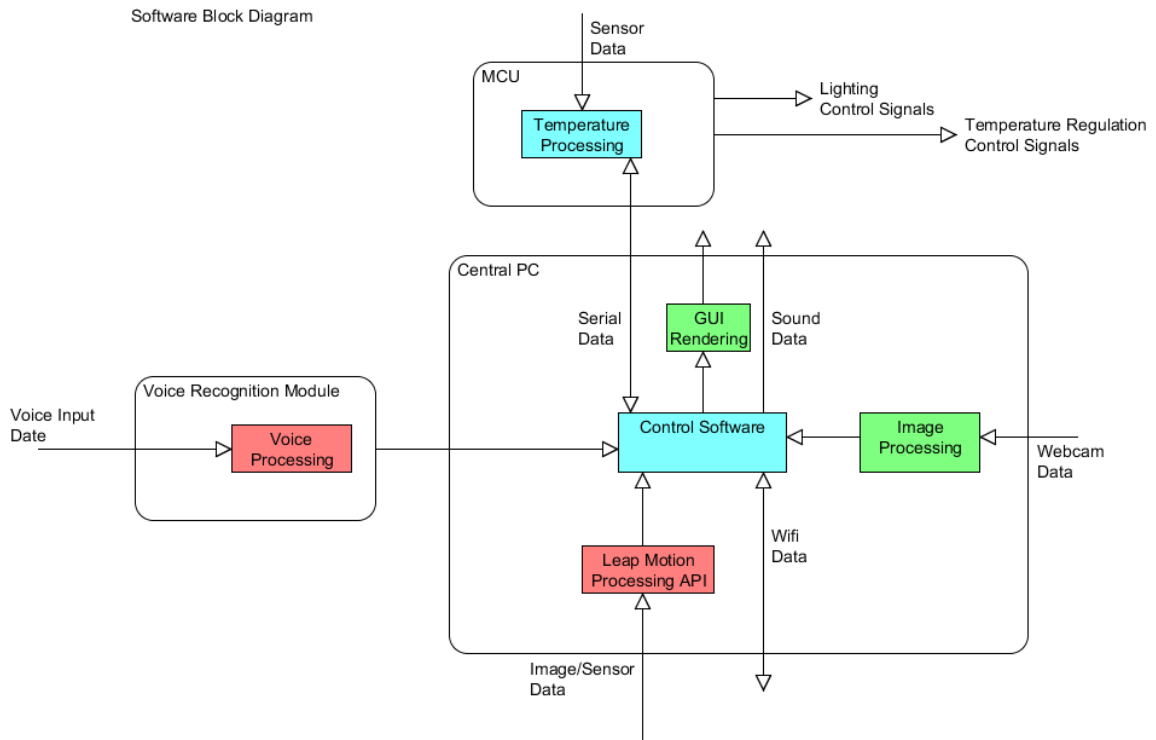 Software Block Diagram
Sensor
Data
MCU
Temperature
Processing
Lighting
Control Signals
Temperature Regulation
Control Signals
Central PC
Serial
Data
GUI
Rendering
Sound
Data
Voice Recognition Module
Voice Input
Date
Voice
Processing
Control Software
Image
Processing
Webcam
Data
Leap Motion
Processing API
Wifi
Data
Image/Sensor
Data